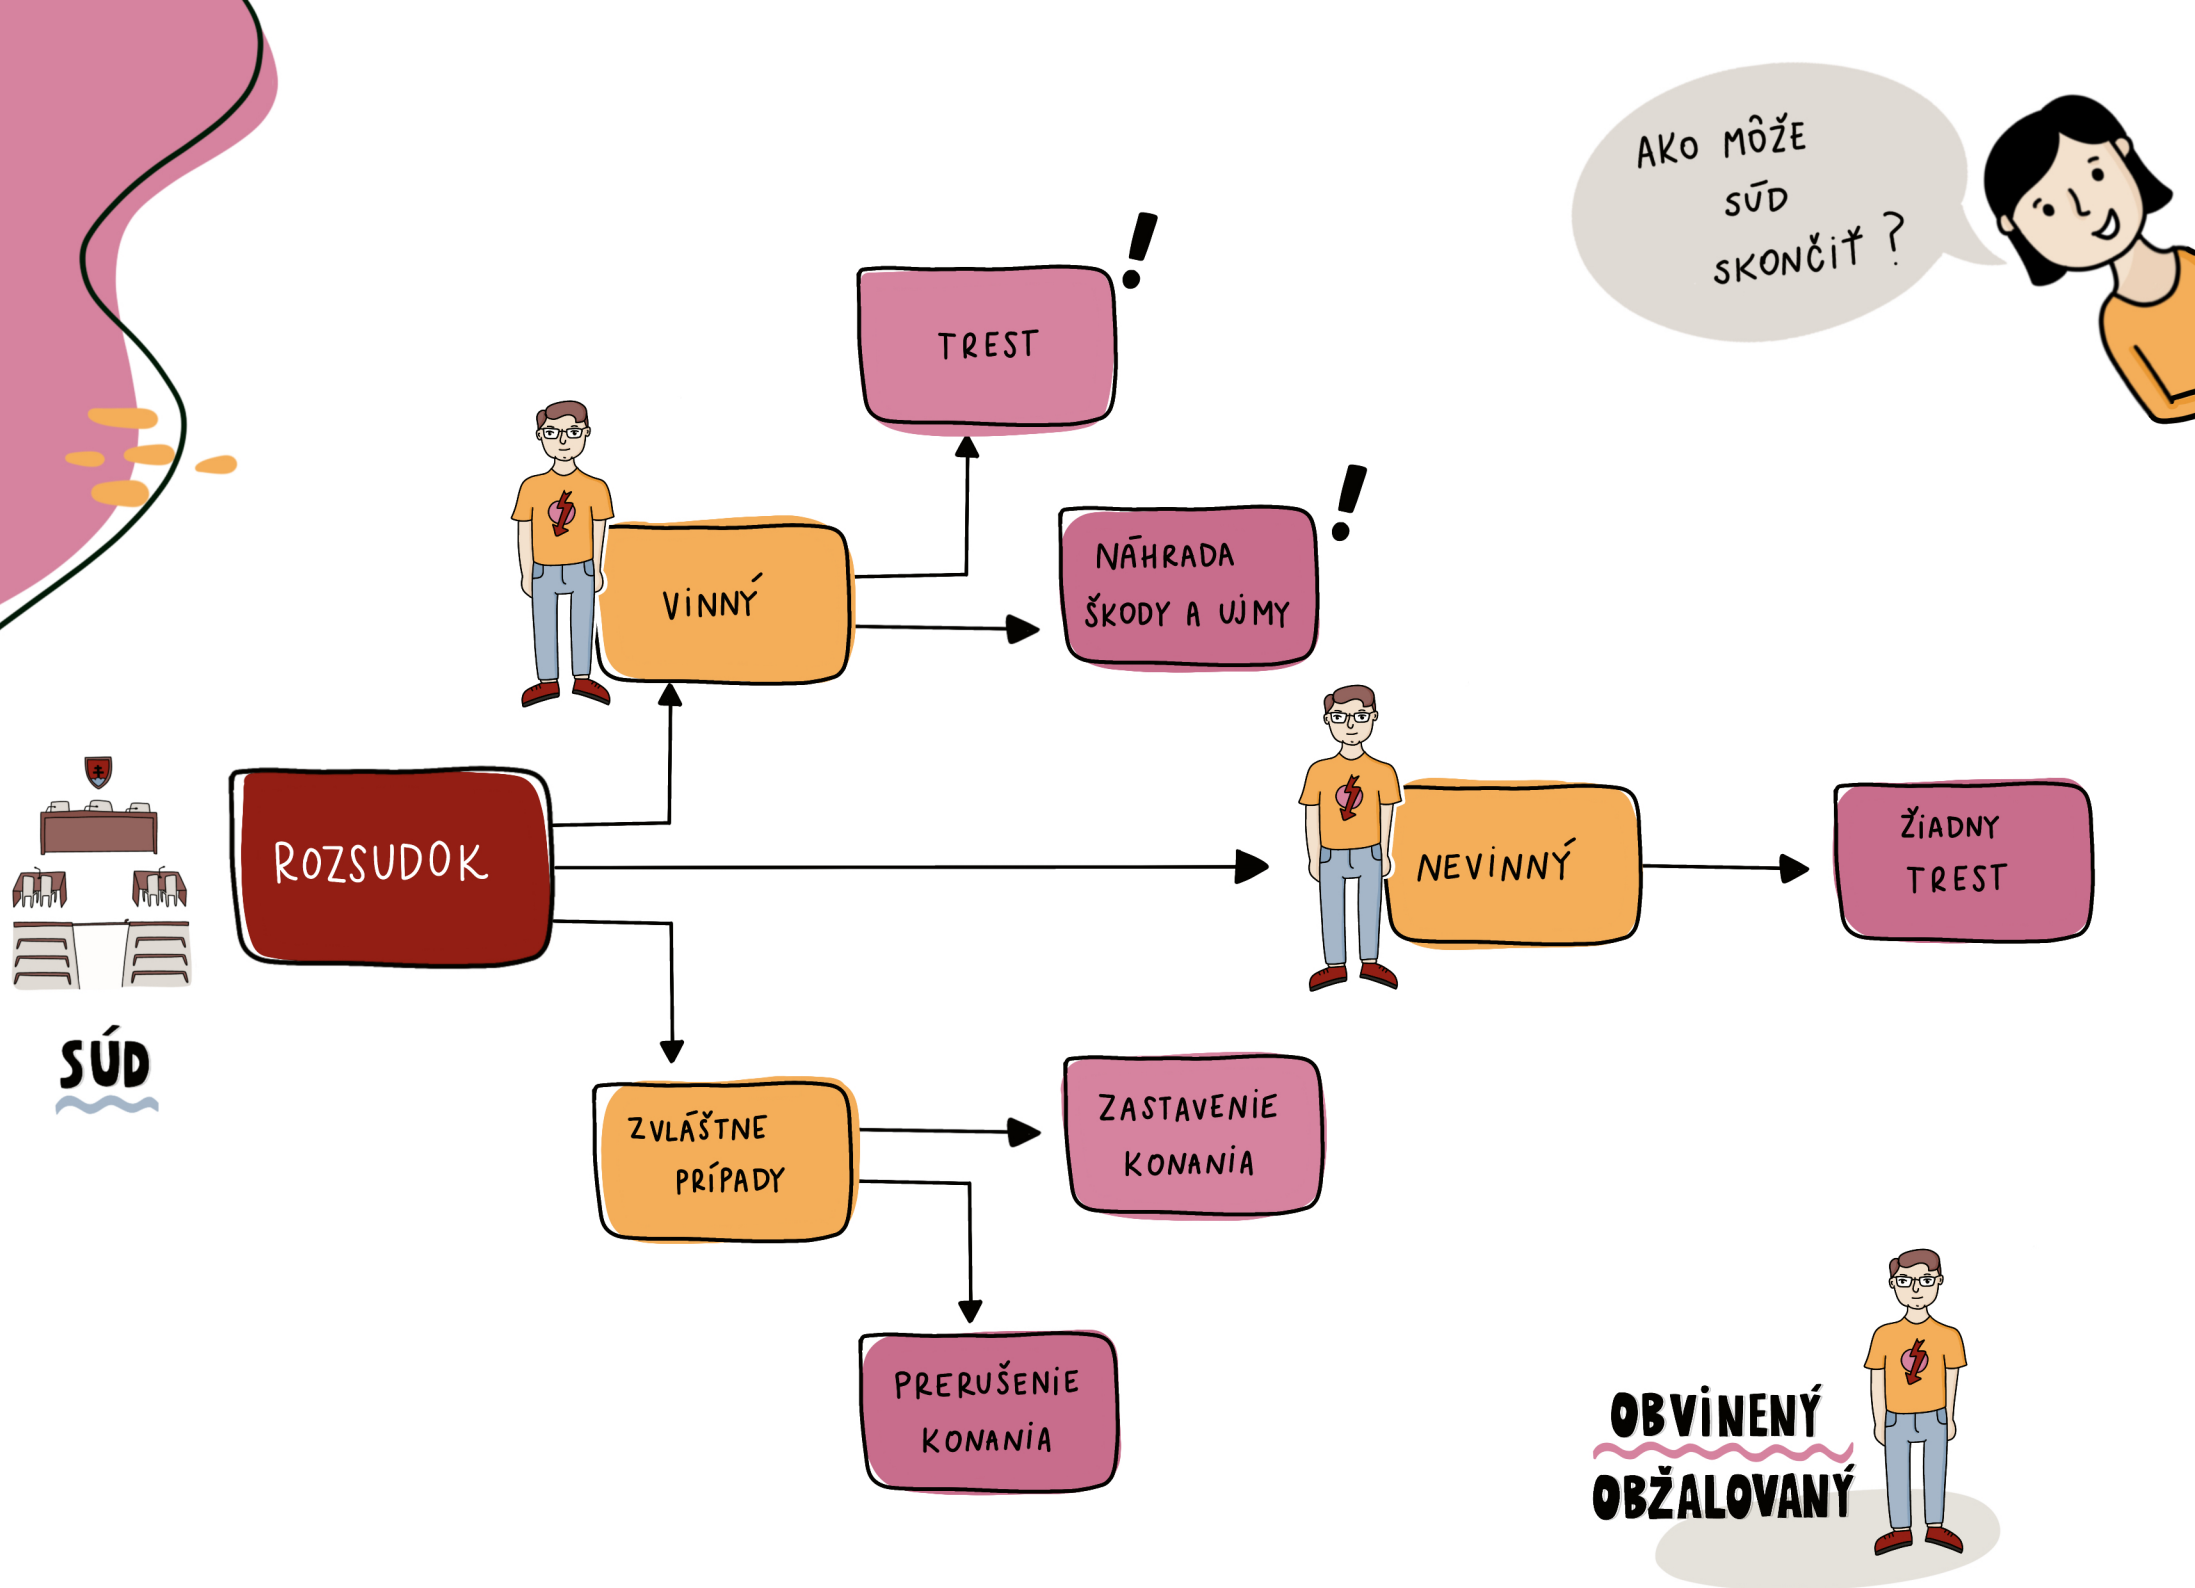 AKO MÔŽE
SÚD
SKONČIŤ ?
TREST
!
NÁHRADA
ŠKODY A UJMY
!
VINNÝ
ROZSUDOK
NEVINNÝ
ŽIADNY
TREST
SÚD
ZVLÁŠTNE
PRÍPADY
ZASTAVENIE
KONANIA
PRERUŠENIE
KONANIA
OBVINENÝ
OBŽALOVANÝ